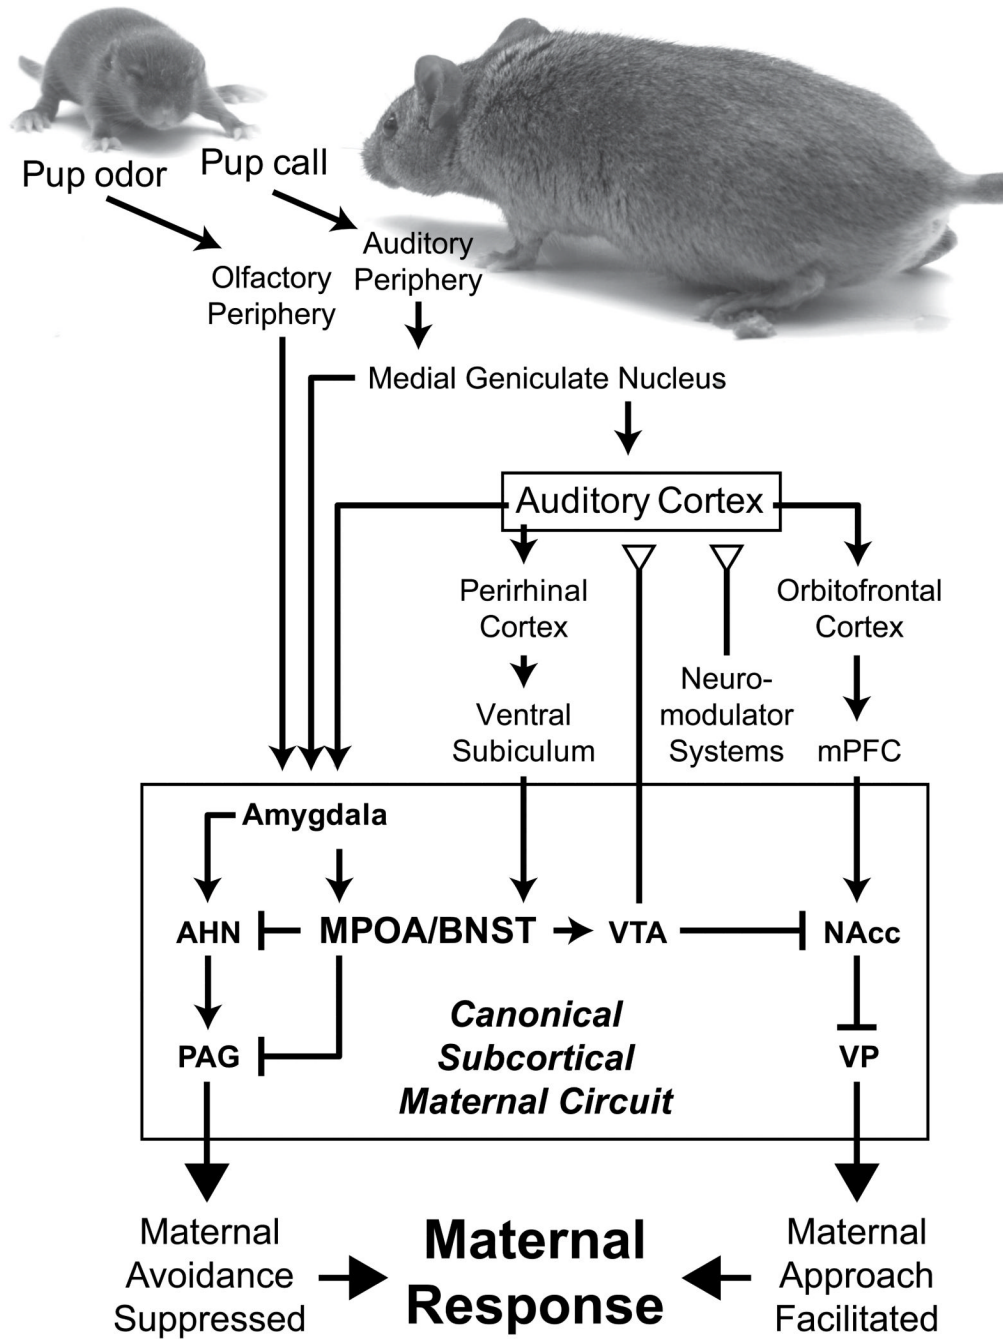 Pup odor
Pup call
Olfactory
Periphery
Auditory
Periphery
Medial Geniculate Nucleus
Auditory Cortex
Perirhinal
Cortex
Ventral
Subiculum
Neuro-
modulator
Systems
Orbitofrontal
Cortex
mPFC
Amygdala
AHN
MPOA/BNST
VTA
NAcc
PAG
VP
Canonical
Subcortical
Maternal Circuit
Maternal
Avoidance
Suppressed
Maternal
Response
Maternal
Approach
Facilitated